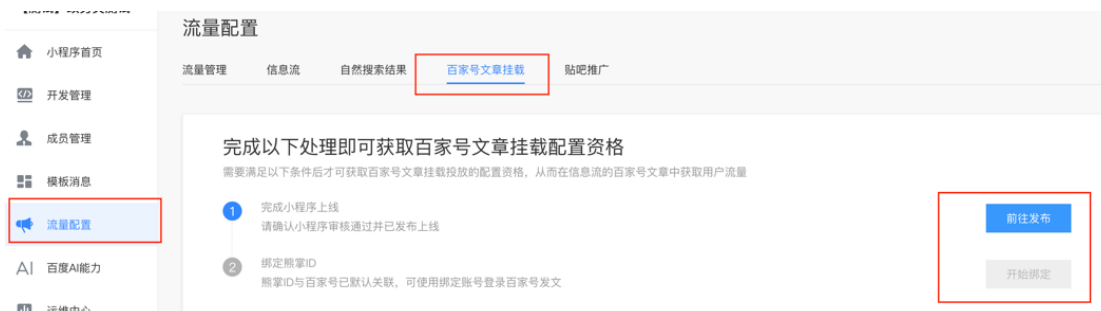 流量配置
小程序首页
流量管理 信息流 自然搜索结果 百家号文章挂载 贴吧推广
开发管理
成员管理
完成以下处理即可获取百家号文章挂载配置资格
需要满足以下条件后才可获取百家号文章挂载投放的配置资格，从而在信息流的百家号文章中获取用户流量
模板消息
1 完成小程序上线
请确认小程序审核通过并已发布上线
前往发布
流量配置
2 绑定熊掌ID
熊掌ID与百家号已默认关联，可使用绑定账号登录百家号发文
开始绑定
AI 百度AI能力
运维中心